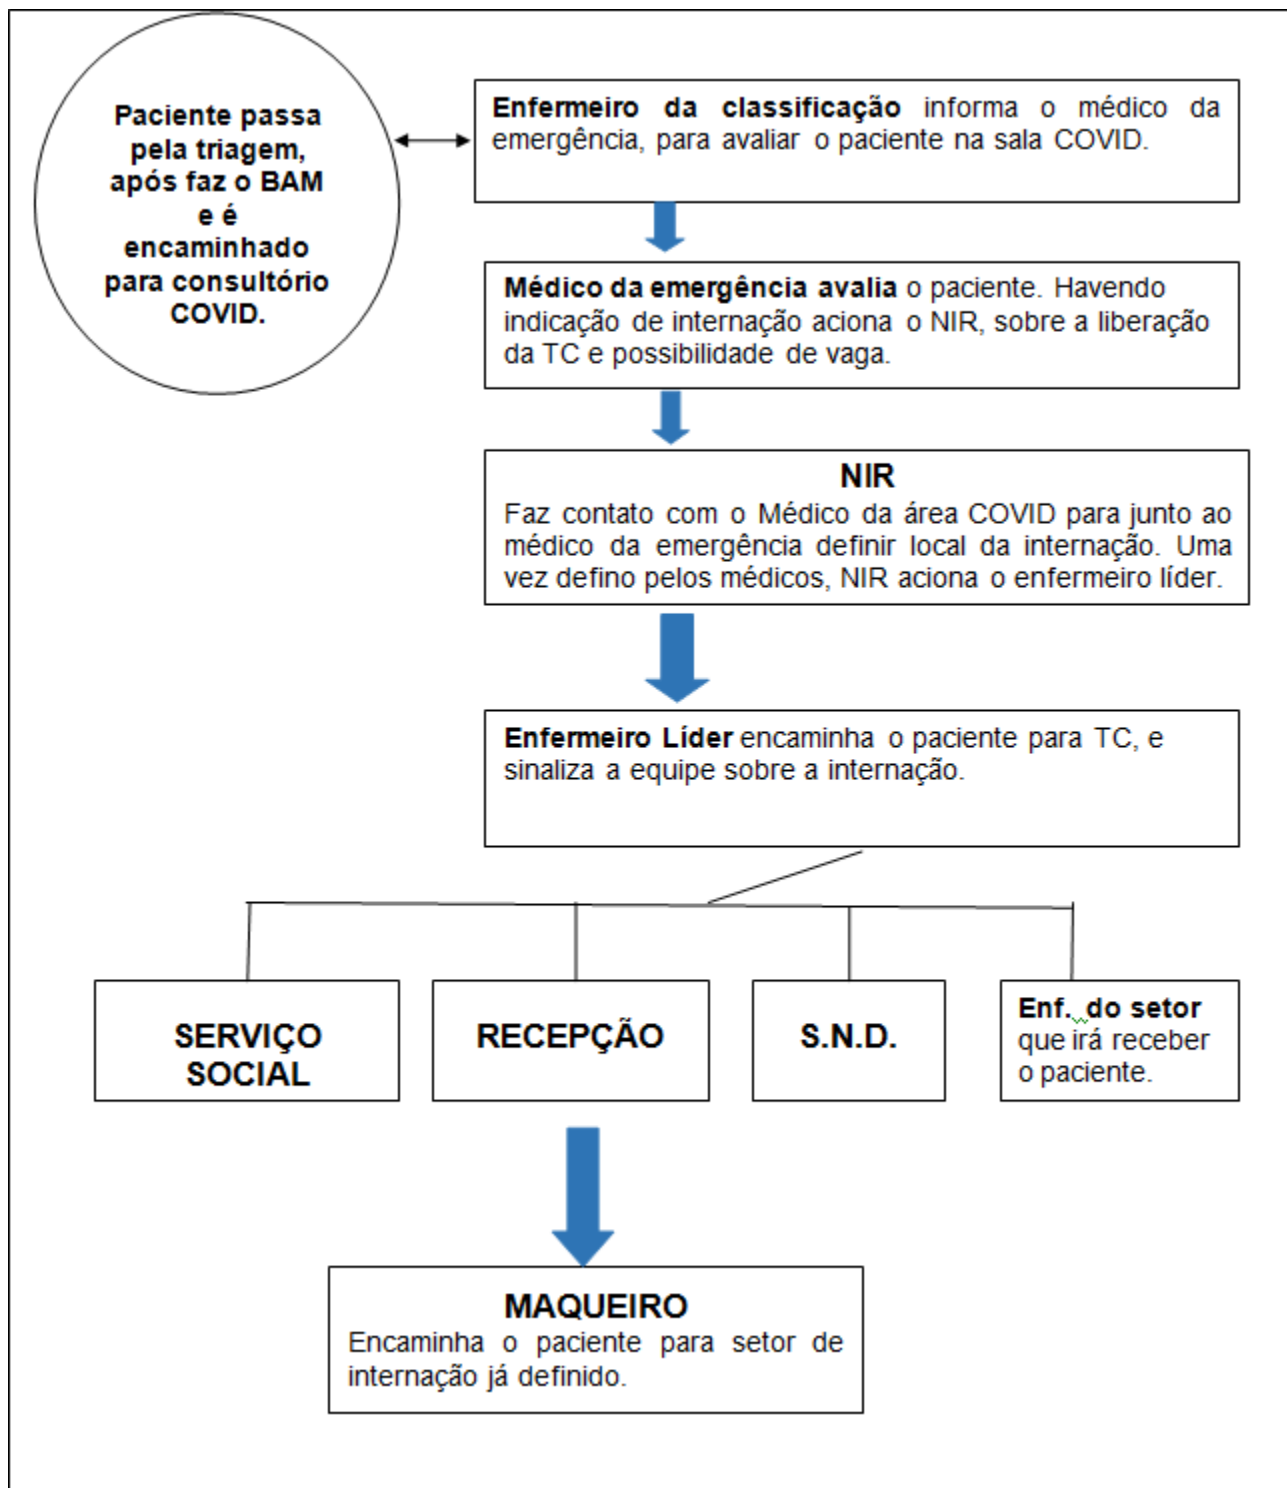 Paciente passa
pela triagem,
após faz o BAM
e é
encaminhado
para consultório
COVID.
Enfermeiro da classificação informa o médico da
emergência, para avaliar o paciente na sala COVID.
Médico da emergência avalia o paciente. Havendo
indicação de internação aciona o NIR, sobre a liberação
da TC e possibilidade de vaga.
NIR
Faz contato com o Médico da área COVID para junto ao
médico da emergência definir local da internação. Uma
vez defino pelos médicos, NIR aciona o enfermeiro líder.
Enfermeiro Líder encaminha o paciente para TC, e
sinaliza a equipe sobre a internação.
SERVIÇO
SOCIAL
RECEPÇÃO
S.N.D.
Enf. do setor
que irá receber
o paciente.
MAQUEIRO
Encaminha o paciente para setor de
internação já definido.